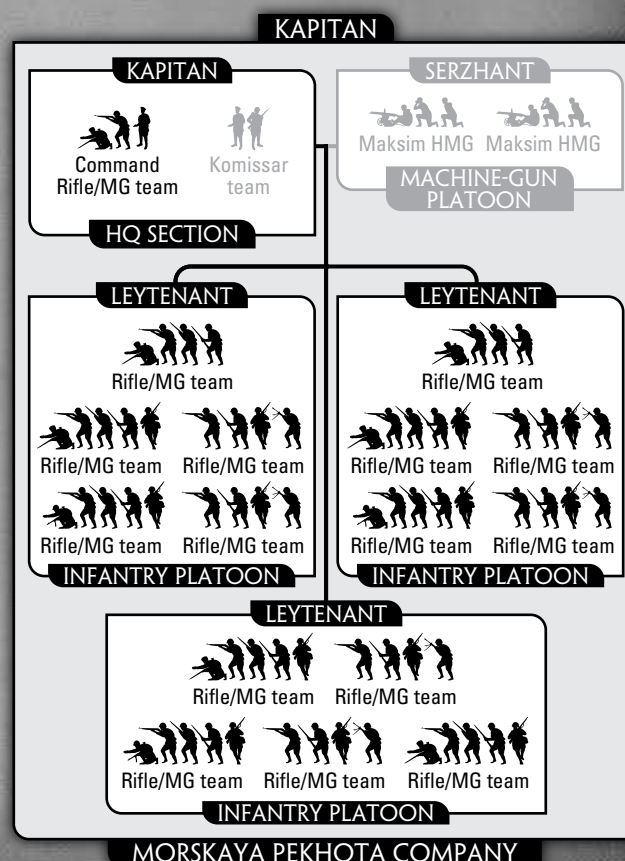 KAPITAN
KAPITAN
Command
Rifle/MG team
Komissar
team
HQ SECTION
SERZHANT
Maksim HMG Maksim HMG
MACHINE-GUN
PLATOON
LEYTENANT
Rifle/MG team
Rifle/MG team Rifle/MG team
Rifle/MG team Rifle/MG team
INFANTRY PLATOON
LEYTENANT
Rifle/MG team
Rifle/MG team Rifle/MG team
Rifle/MG team Rifle/MG team
INFANTRY PLATOON
LEYTENANT
Rifle/MG team Rifle/MG team
Rifle/MG team Rifle/MG team Rifle/MG team
INFANTRY PLATOON
MORSKAYA PEKHOTA COMPANY